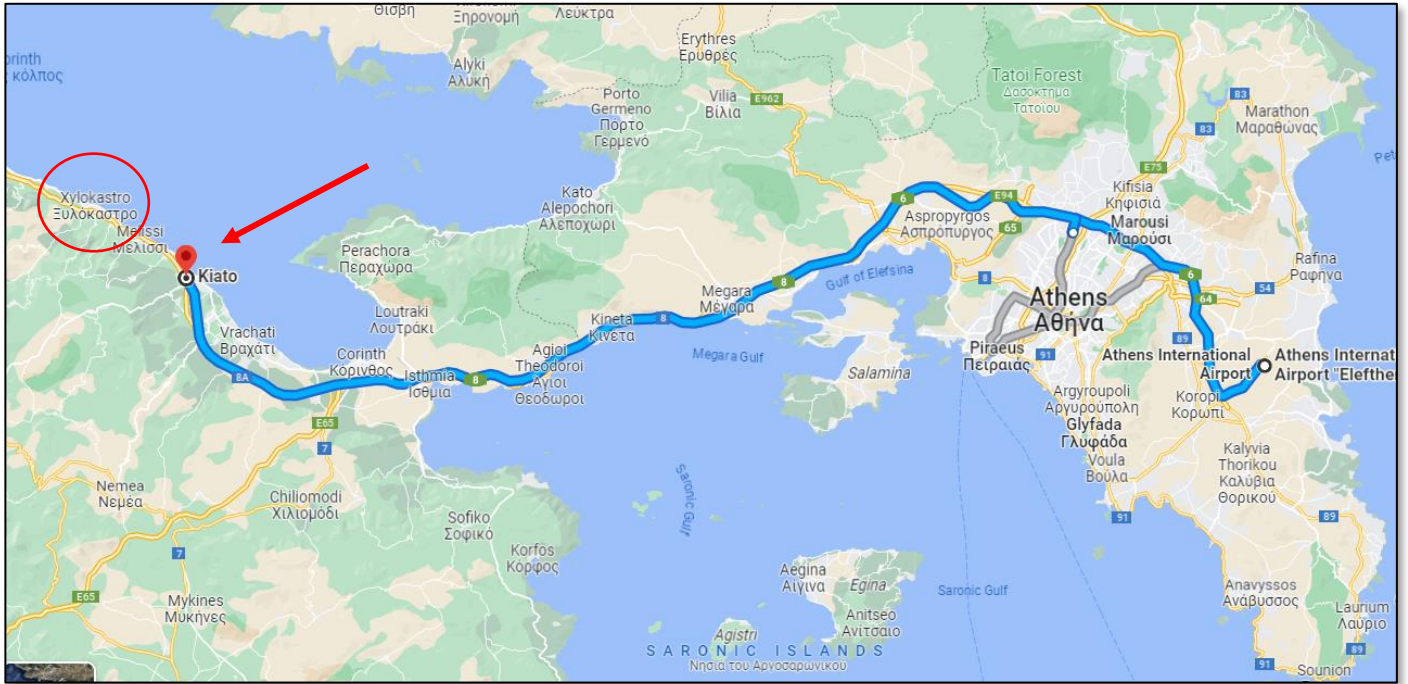 Θίσβη
Ξηρονομή
Λεύκτρα
Erythres
Ερυθρές
orinth
ς κόλπος
Alyki
Αλυκή
Porto
Germeno
Πόρτο
Γερμενό
Vilia
Βίλια
E962
Tatoi Forest
Δασόκτημα
Τατοΐου
83
Marathon
Μαραθώνας
83
E75
Pet
Xylokastro
Ξυλόκαστρο
Melissi
Μελίσσι
Kiato
Kato
Alepochori
Αλεποχώρι
6
E94
Aspropyrgos
Ασπρόπυργος
65
Kifisia
Κηφισιά
Marousi
Μαρούσι
Rafina
Ραφήνα
Perachora
Περαχώρα
Gulf of Elefsina
8
8
6
54
64
Megara
Μέγαρα
Athens
Αθήνα
Loutraki
Λουτράκι
Vrachati
Βραχάτι
Kineta
Κινέτα
8
Megara Gulf
Salamina
Piraeus
Πειραιάς
91
89
Athens International
Airport
Athens Internat
Airport "Elefther
Corinth
Κόρινθος
Isthmia
Ίσθμια
8
Agioi
Theodoroi
Άγιοι
Θεόδωροι
8A
E65
7
Argyroupoli
Αργυρούπολη
Glyfada
Γλυφάδα
Voula
Βούλα
Koropi
Κορωπί
Kalyvia
Thorikou
Καλύβια
Θορικού
91
89
Nemea
Νεμέα
Chiliomodi
Χιλιομόδι
Saronic Gulf
Sofiko
Σοφικό
Korfos
Κόρφος
7
E65
Mykines
Μυκήνες
Aegina
Αίγινα
Egina
Saronic Gulf
Anitseo
Ανιτσαίο
Agistri
SARONIC ISLANDS
Νησιά του Αργοσαρωνικού
Anavyssos
Ανάβυσσος
Laurium
Λαύριο
89
91
Sounion